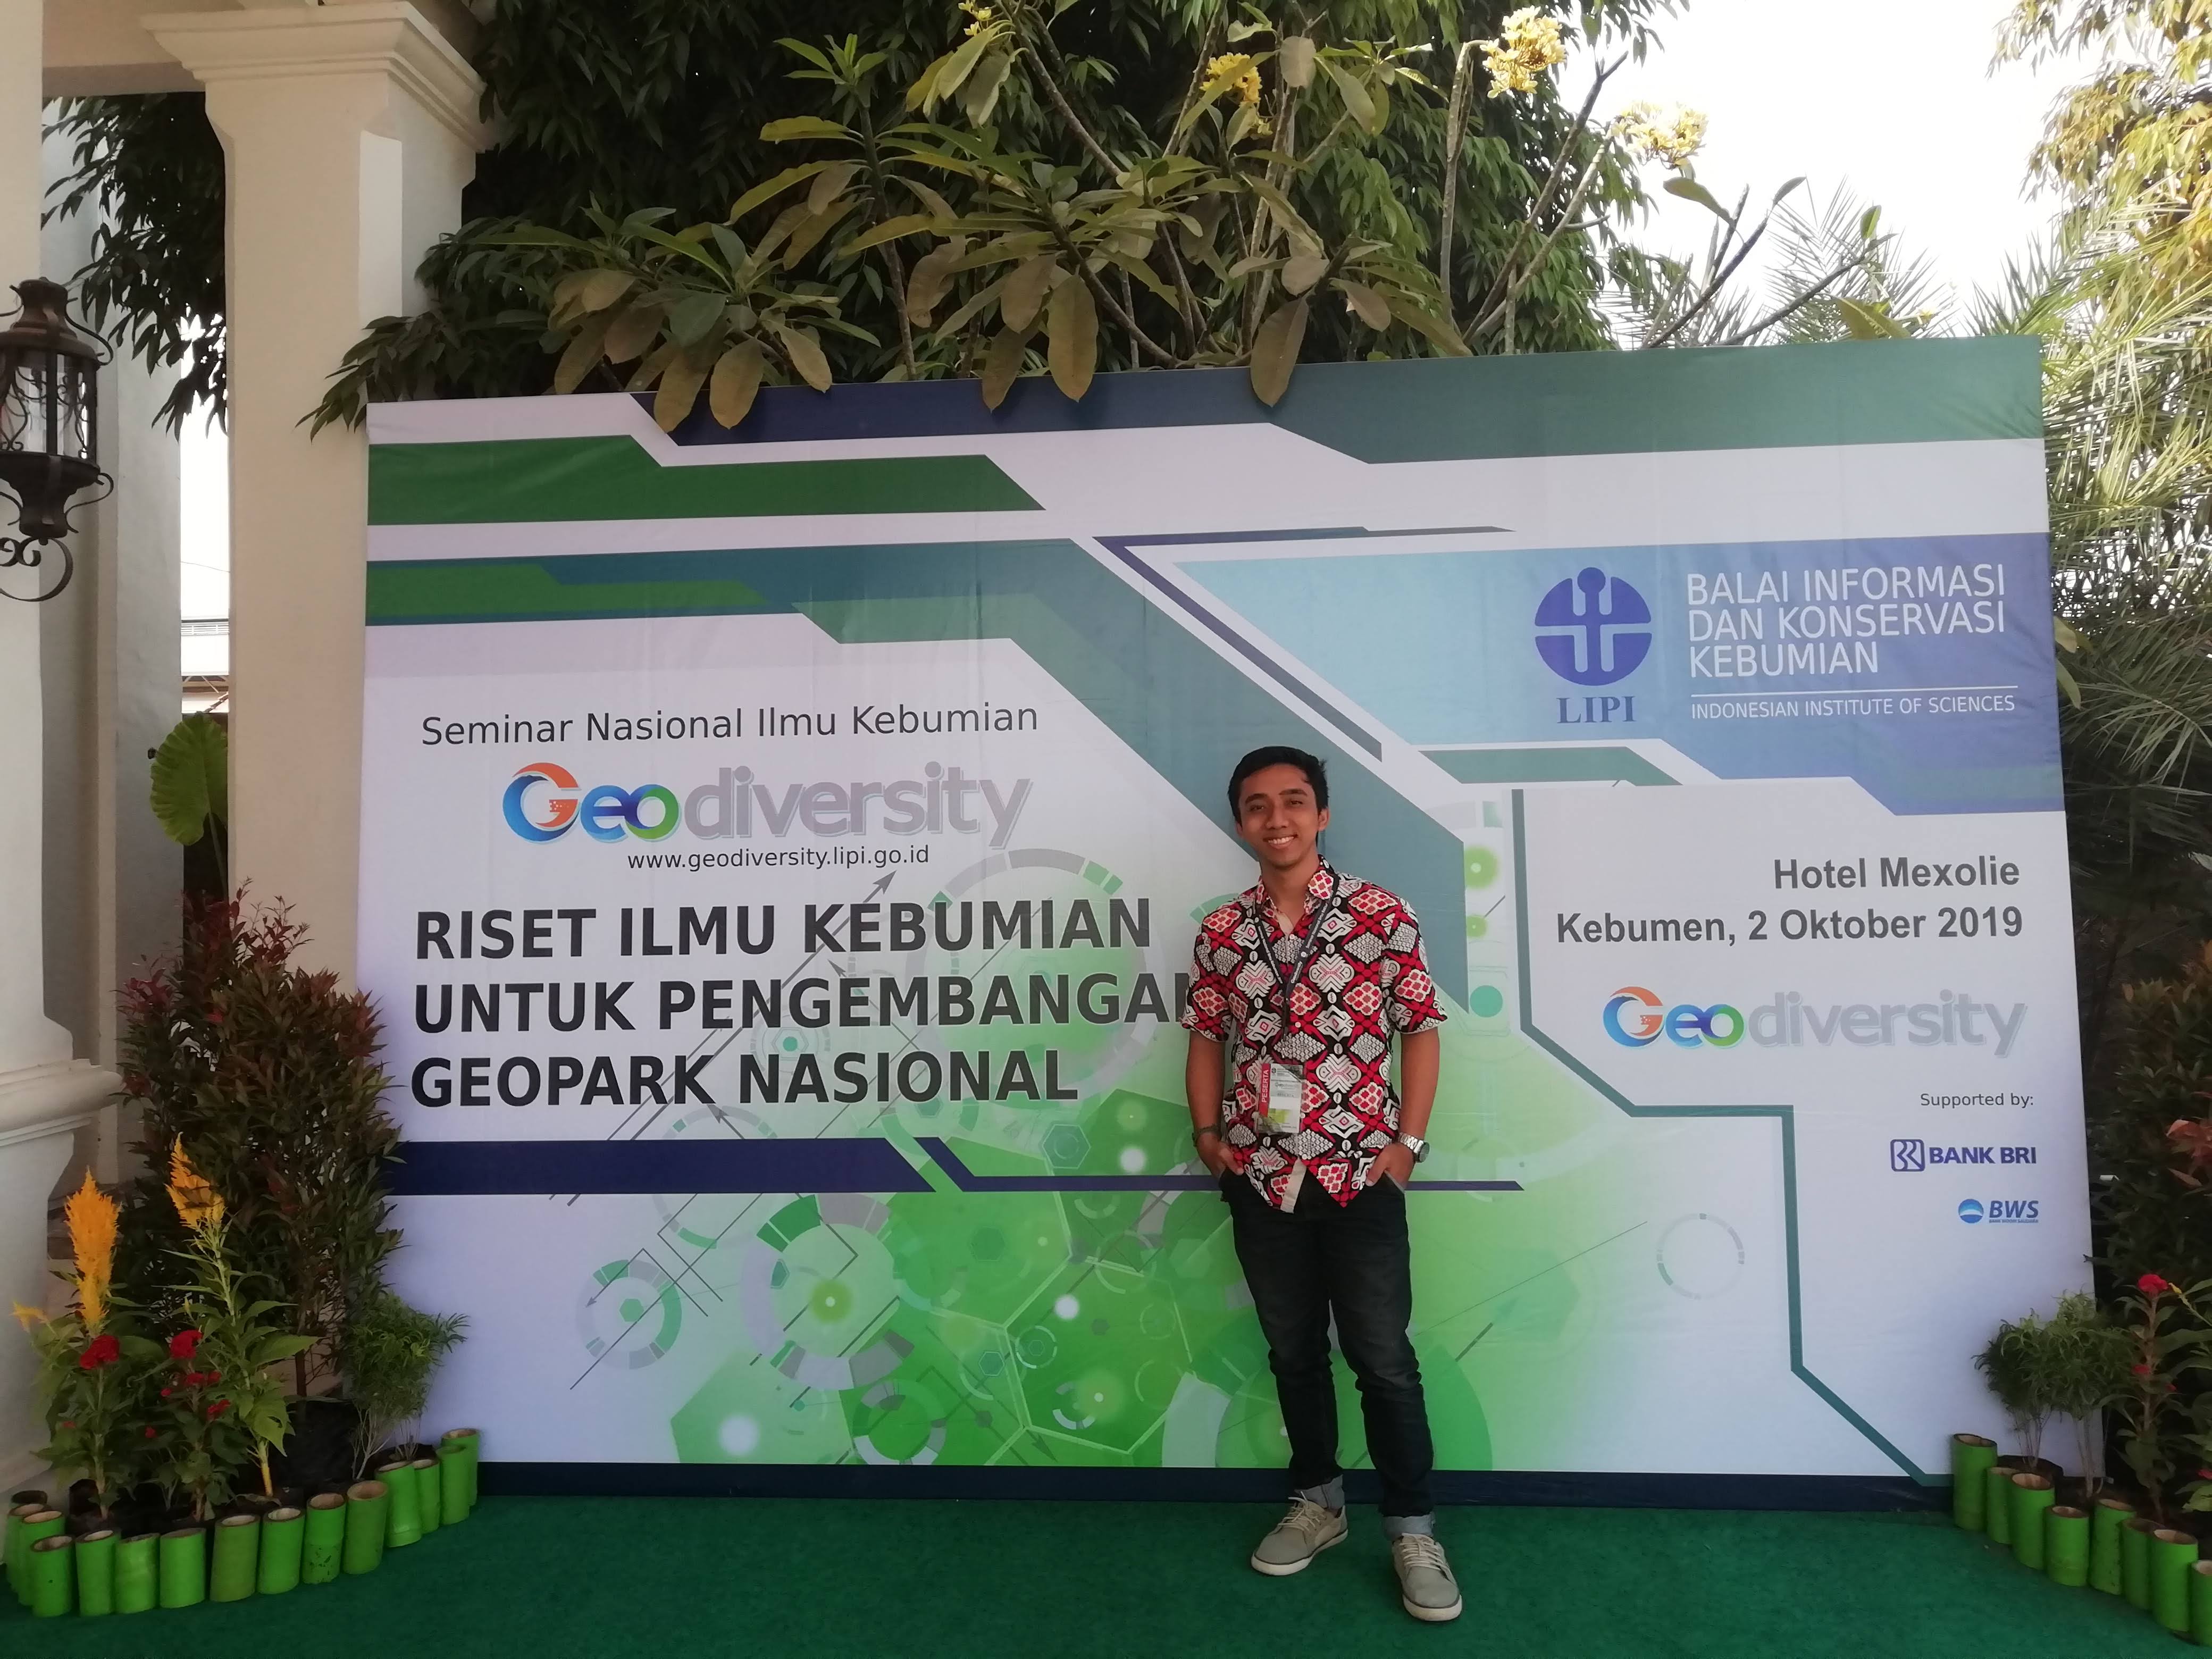 Seminar Nasional Ilmu Kebumian
Geodiversity
www.geodiversity.lipi.go.id
RISET ILMU KEBUMIAN
UNTUK PENGEMBANGAN
GEOPARK NASIONAL
LIPI
BALAI INFORMASI
DAN KONSERVASI
KEBUMIAN
INDONESIAN INSTITUTE OF SCIENCES
Hotel Mexolie
Kebumen, 2 Oktober 2019
Geodiversity
Supported by:
BANK BRI
BWS
PESERTA
Geodiversity